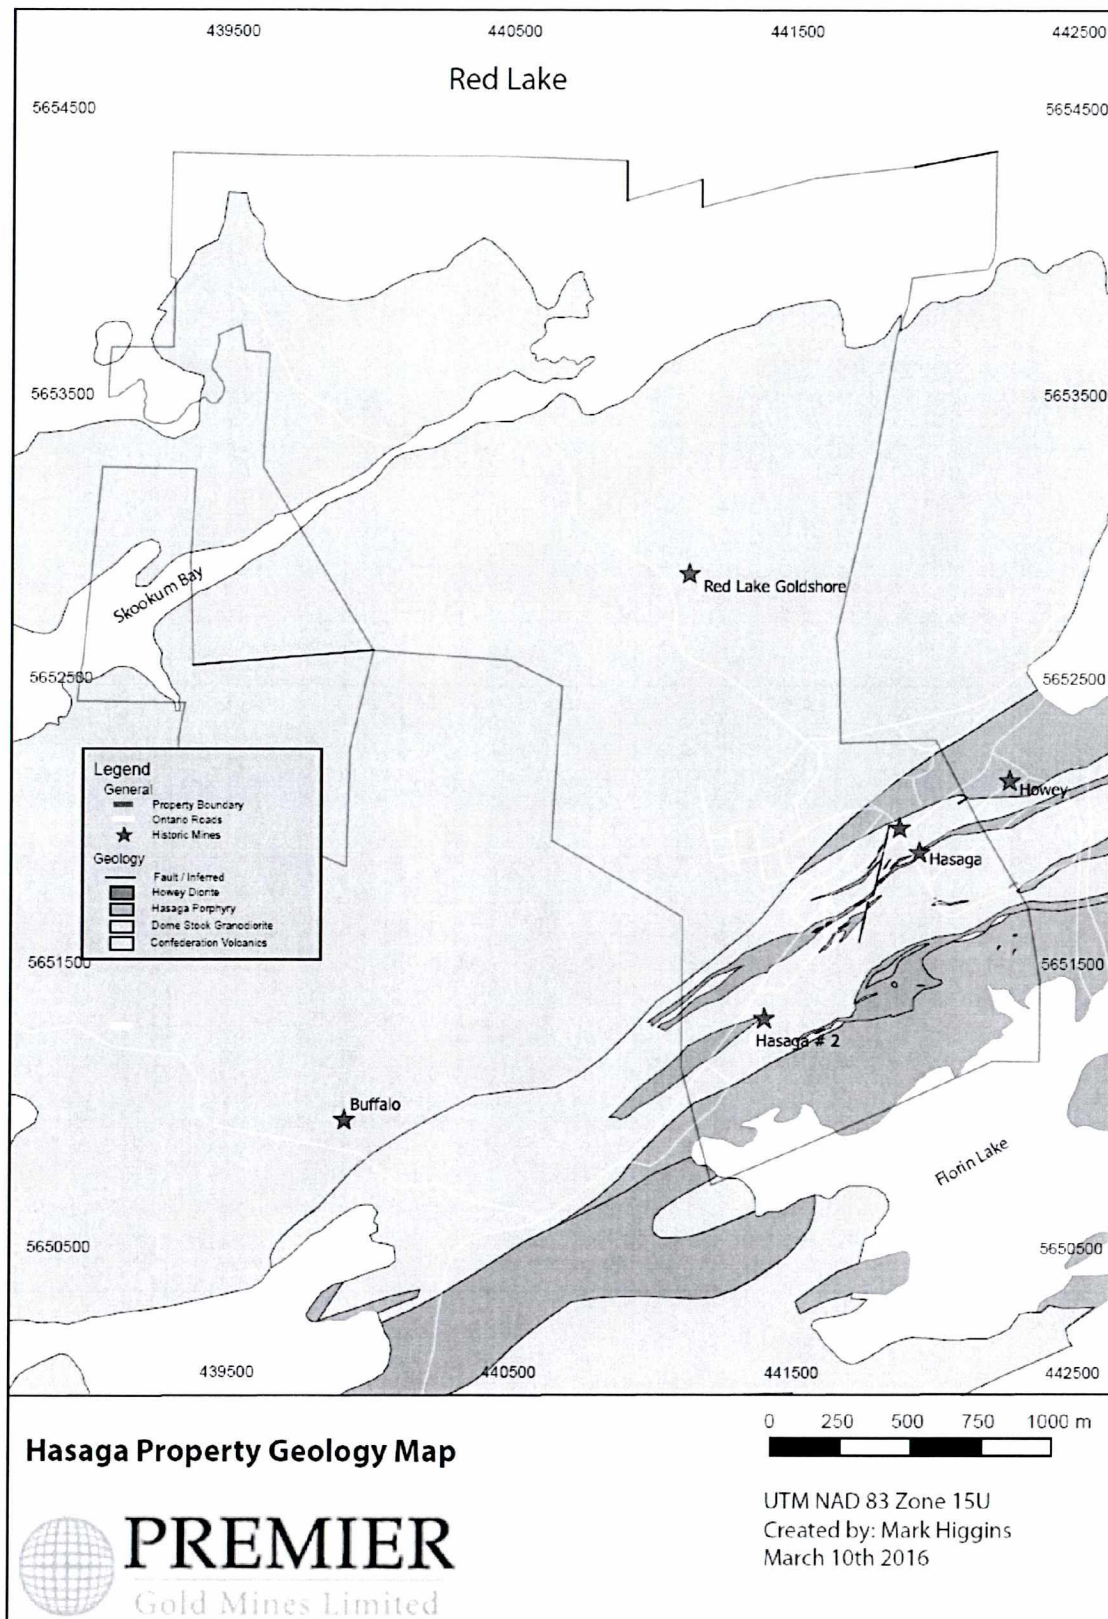 439500 440500 441500 442500
Red Lake
5654500 5654500
5653500 5653500
Skookum Bay
Red Lake Goldshore
5652500 5652500
Legend
General
Property Boundary
Ontario Roads
Historic Mines
Geology
Fault / Inferred
Howey Diorite
Hasaga Porphyry
Dome Stock Granodiorite
Confederation Volcanics
Howey
Hasaga
5651500 5651500
Hasaga # 2
Buffalo
Florin Lake
5650500 5650500
439500 440500 441500 442500
Hasaga Property Geology Map
0 250 500 750 1000 m
UTM NAD 83 Zone 15U
Created by: Mark Higgins
March 10th 2016
PREMIER
Gold Mines Limited